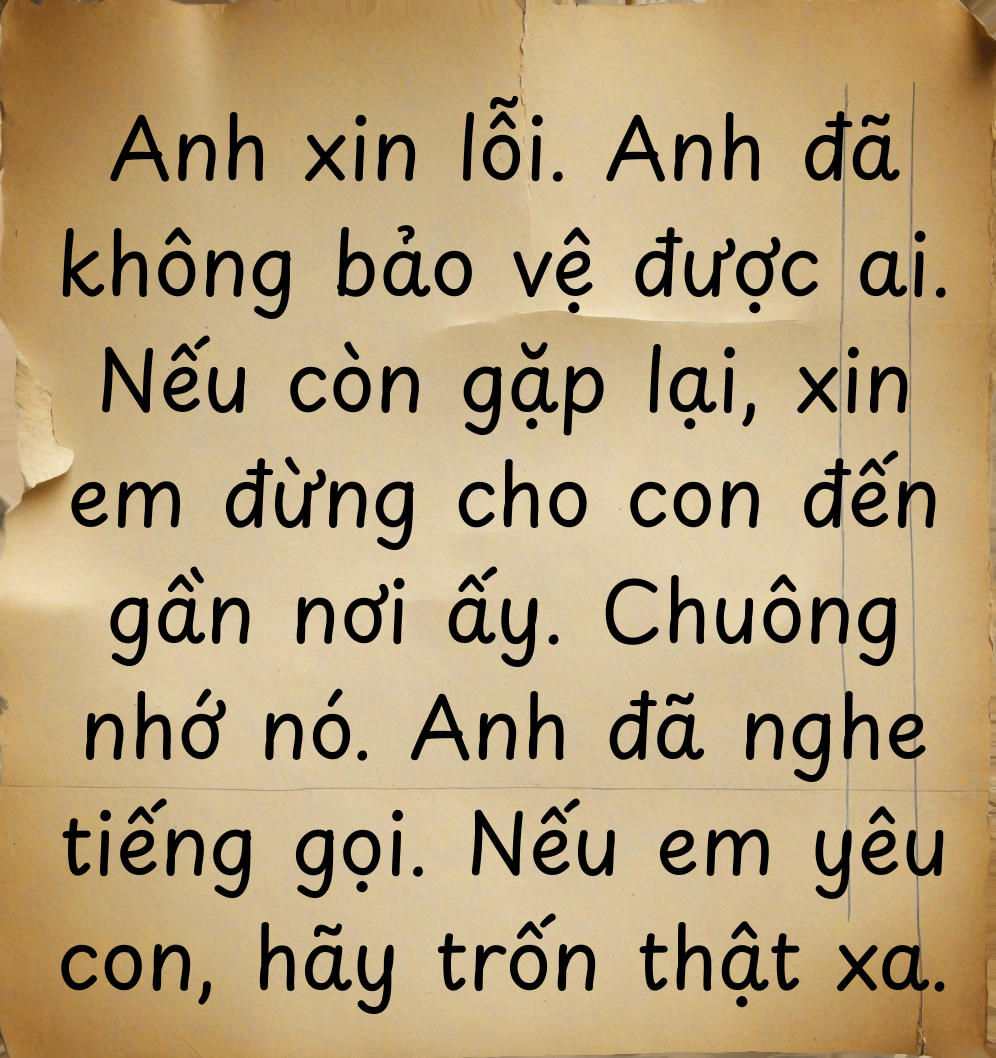 Anh xin lỗi. Anh đã
không bảo vệ được ai.
Nếu còn gặp lại, xin
em đừng cho con đến
gần nơi ấy. Chuông
nhớ nó. Anh đã nghe
tiếng gọi. Nếu em yêu
con, hãy trốn thật xa.